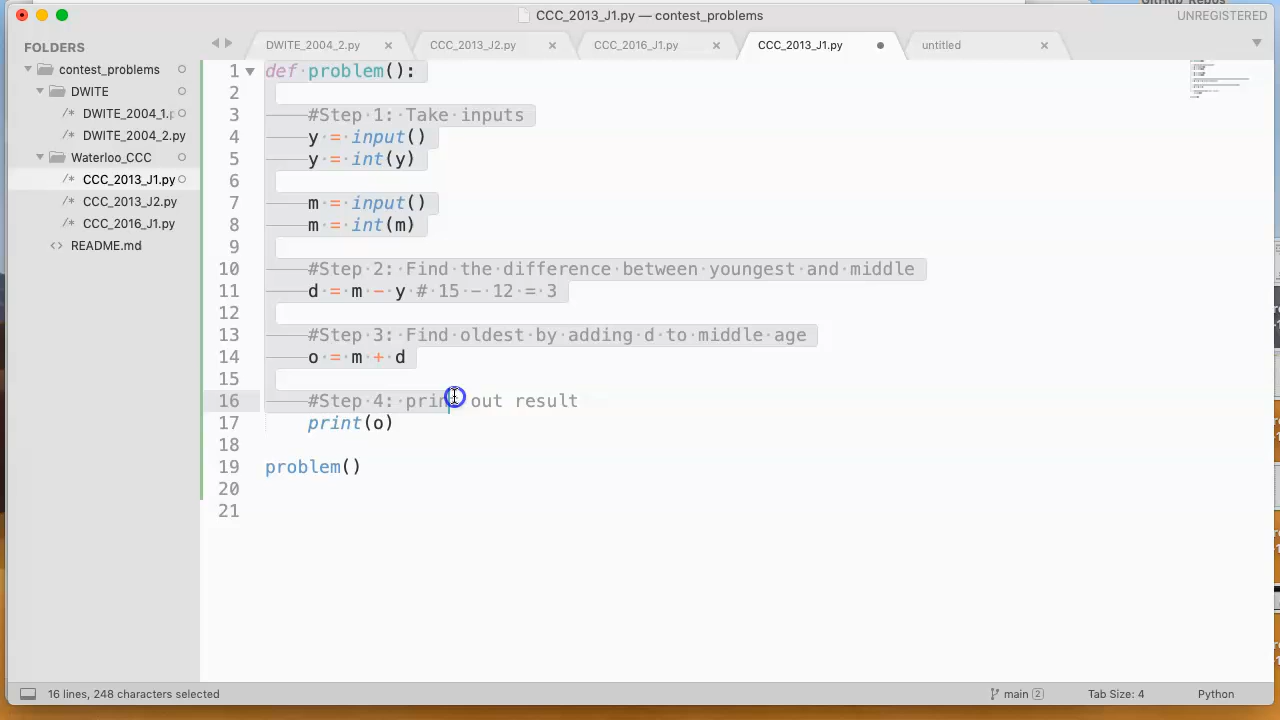 GitHub Repos
CCC_2013_J1.py — contest_problems
UNREGISTERED
FOLDERS
contest_problems
DWITE
DWITE_2004_1.p
DWITE_2004_2.py
Waterloo_CCC
CCC_2013_J1.py
CCC_2013_J2.py
CCC_2016_J1.py
README.md
DWITE_2004_2.py CCC_2013_J2.py CCC_2016_J1.py CCC_2013_J1.py untitled
1 def problem():
2
3 #Step 1: Take inputs
4 y = input()
5 y = int(y)
6
7 m = input()
8 m = int(m)
9
10 #Step 2: Find the difference between youngest and middle
11 d = m - y # 15 - 12 = 3
12
13 #Step 3: Find oldest by adding d to middle age
14 o = m + d
15
16 #Step 4: print out result
17 print(o)
18
19 problem()
20
21
16 lines, 248 characters selected
main 2
Tab Size: 4
Python